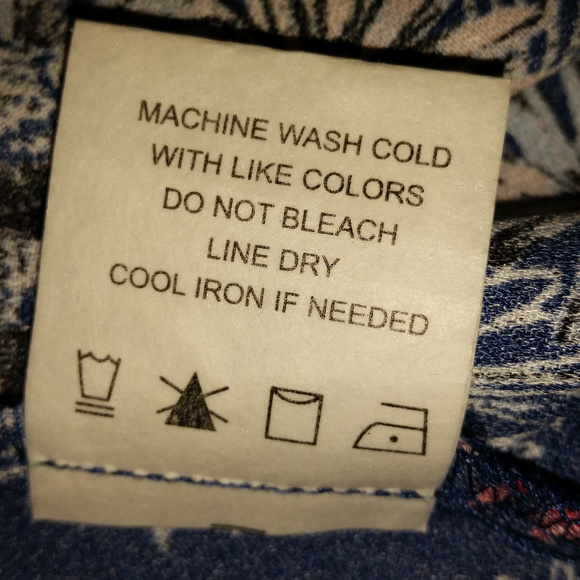 MACHINE WASH COLD
WITH LIKE COLORS
DO NOT BLEACH
LINE DRY
COOL IRON IF NEEDED